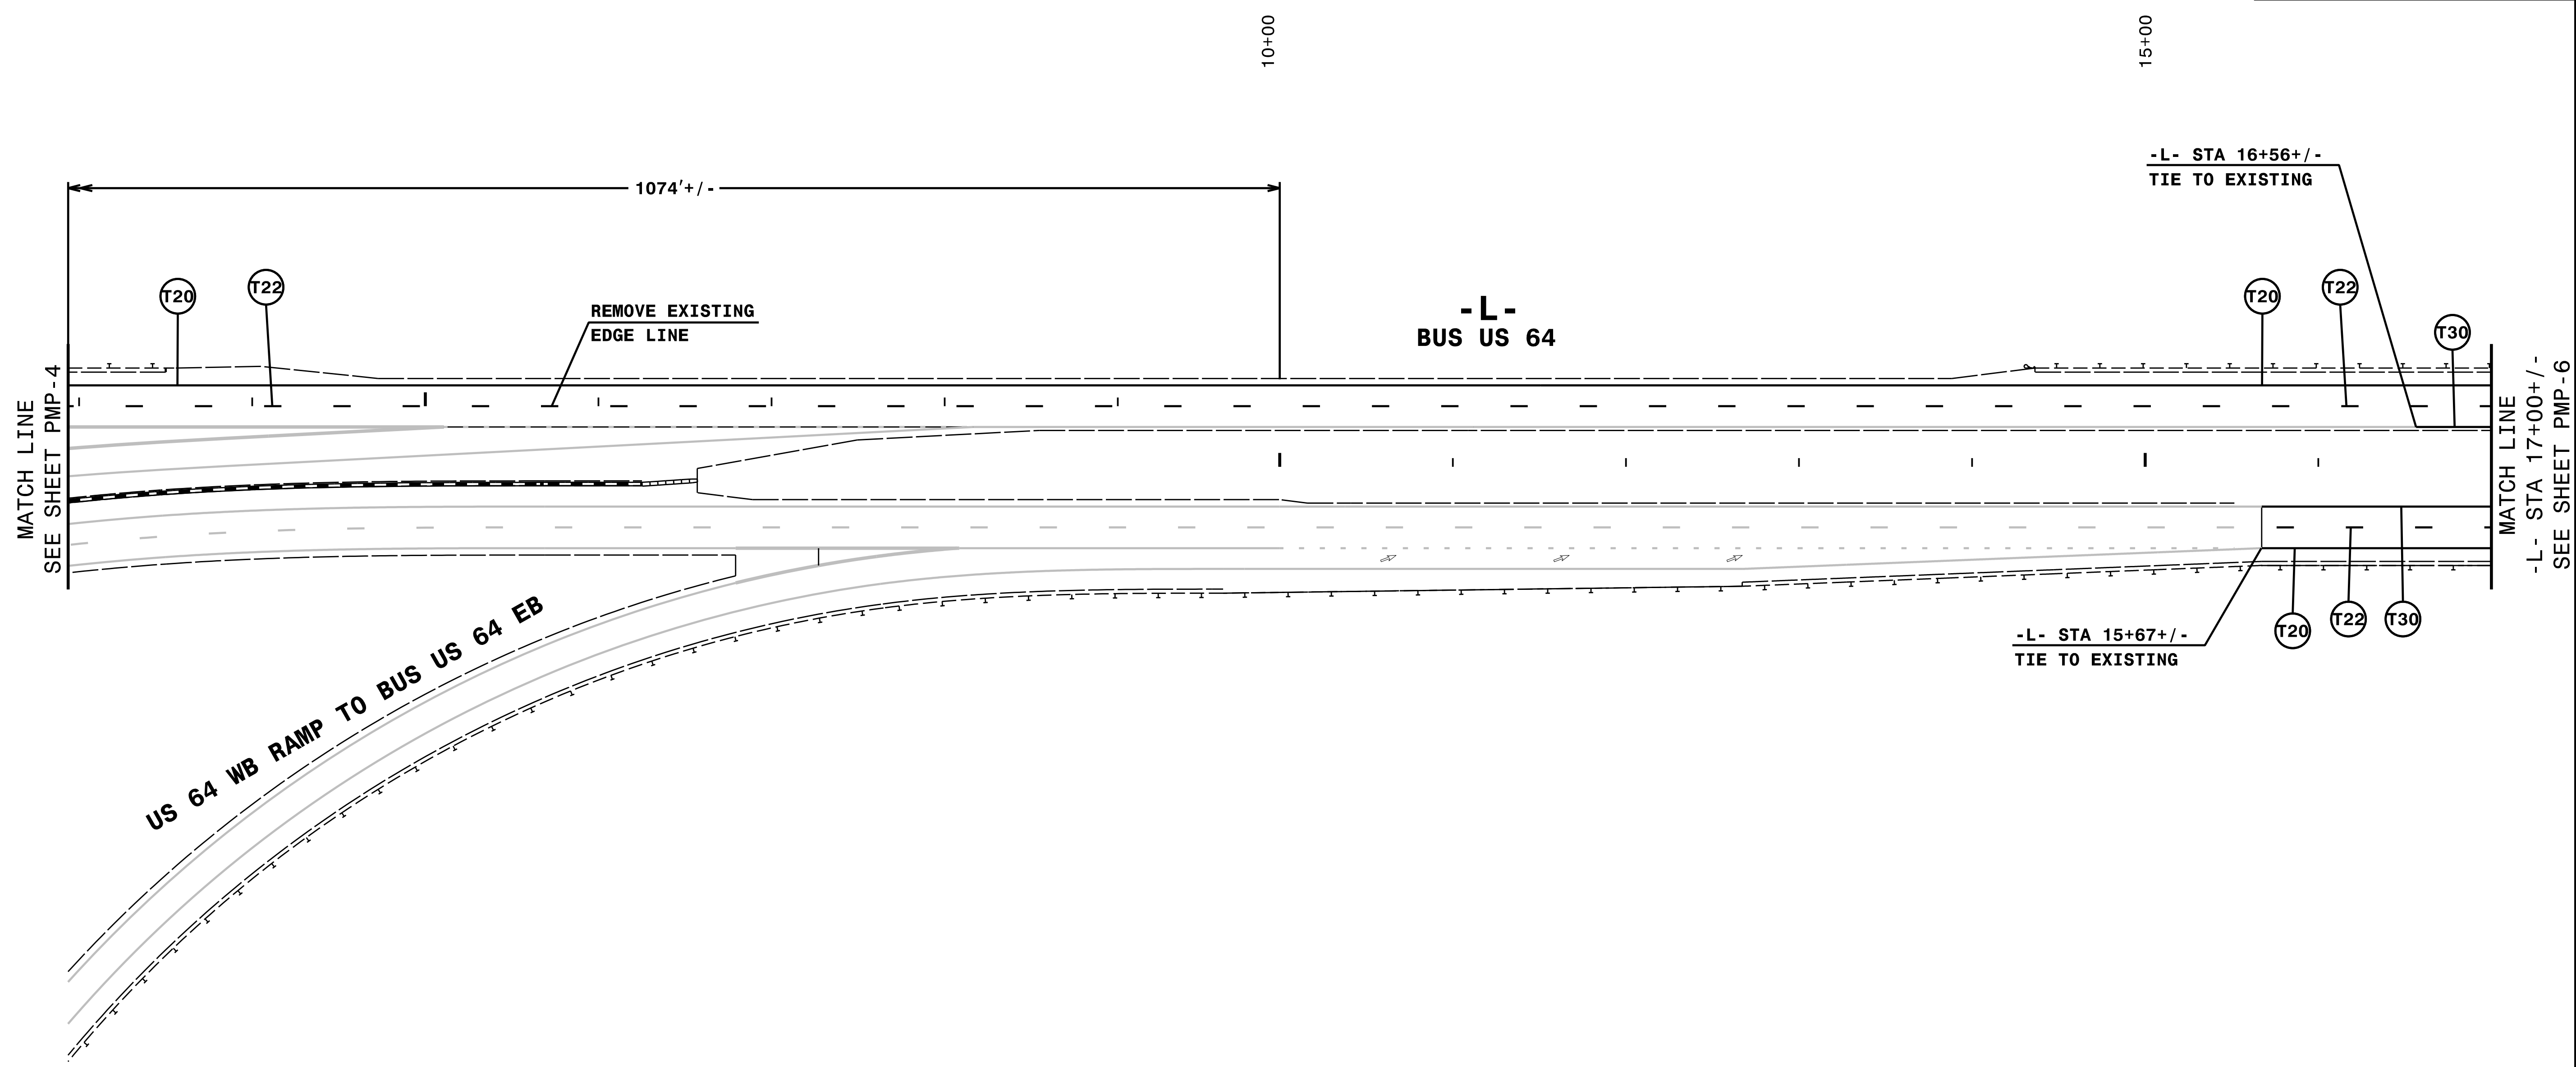 10+00
15+00
-L- STA 16+56+/-
TIE TO EXISTING
1074'+/-
T20
T22
REMOVE EXISTING
EDGE LINE
-L-
BUS US 64
T20
T22
T30
MATCH LINE
SEE SHEET PMP-4
MATCH LINE
-L- STA 17+00+/-
SEE SHEET PMP-6
US 64 WB RAMP TO BUS US 64 EB
-L- STA 15+67+/-
TIE TO EXISTING
T20
T22
T30